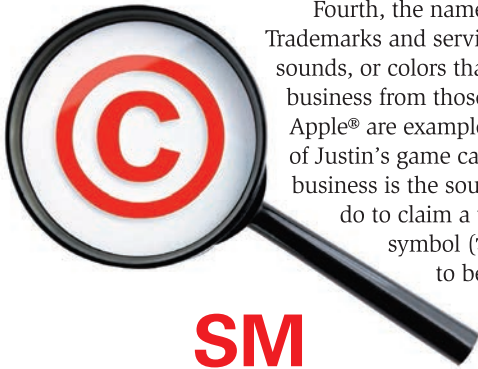 Fourth, the name
Trademarks and servi
sounds, or colors tha
business from those
Apple® are example
of Justin's game ca
business is the sou
do to claim a
symbol (
to be
©
SM